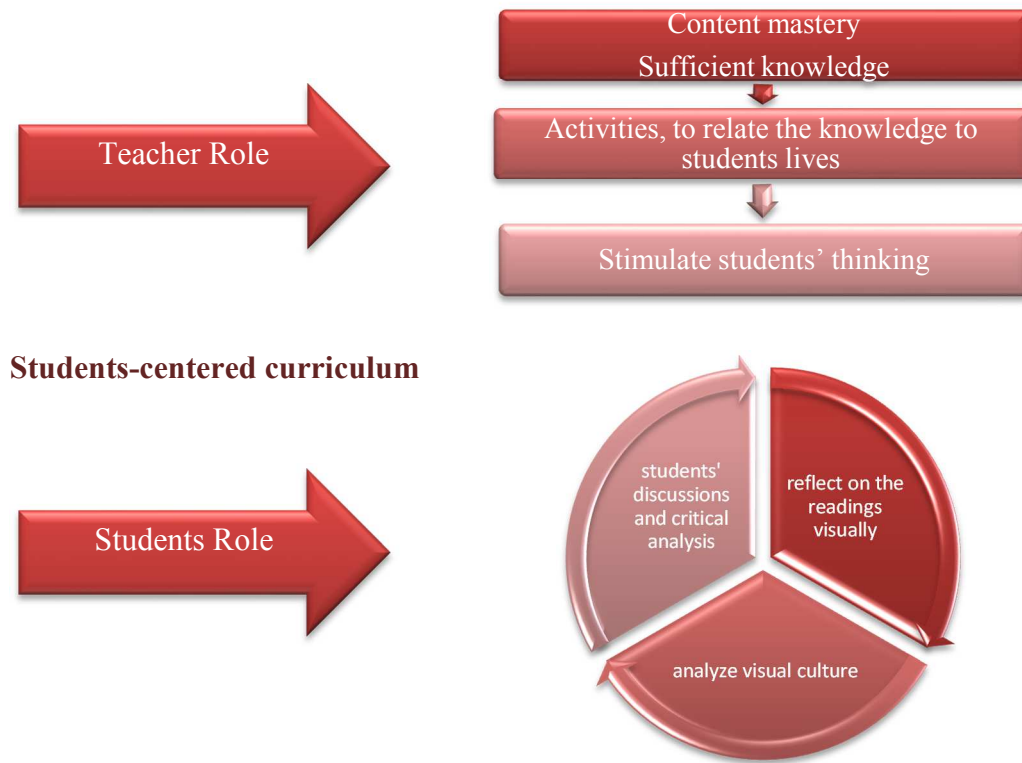 Teacher Role
Content mastery
Sufficient knowledge
Activities, to relate the knowledge to
students lives
Stimulate students’ thinking
Students-centered curriculum
Students Role
students'
discussions
and critical
analysis
reflect on the
readings
visually
analyze visual culture